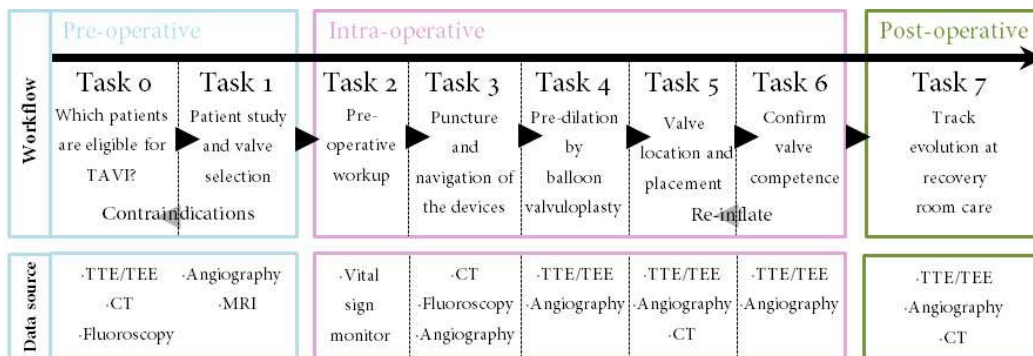 Pre-operative
Intra-operative
Post-operative
Workflow
Task 0
Which patients
are eligible for
TAVI?
Task 1
Patient study
and valve
selection
Contraindications
Task 2
Pre-
operative
workup
Task 3
Puncture
and
navigation of
the devices
Task 4
Pre-dilation
by
balloon
valvuloplasty
Task 5
Valve
location and
placement
Task 6
Confirm
valve
competence
Re-inflate
Task 7
Track
evolution at
recovery
room care
Data source
·TTE/TEE
·CT
·Fluoroscopy
·Angiography
·MRI
·Vital
sign
monitor
·CT
·Fluoroscopy
·Angiography
·TTE/TEE
·Angiography
·TTE/TEE
·Angiography
·CT
·TTE/TEE
·Angiography
·TTE/TEE
·Angiography
·CT